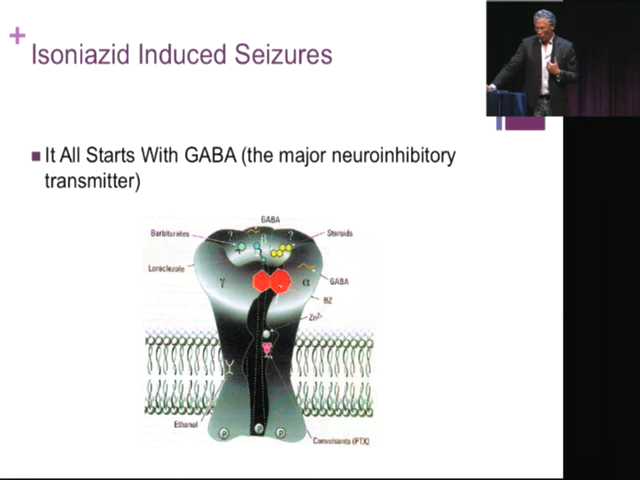 +
Isoniazid Induced Seizures
It All Starts With GABA (the major neuroinhibitory
transmitter)
GABA
Barbiturates
?
?
Steroids
Loreclezole
γ
α
GABA
BZ
Zn²⁺
Ethanol
P
P
P
Convulsants (PTX)